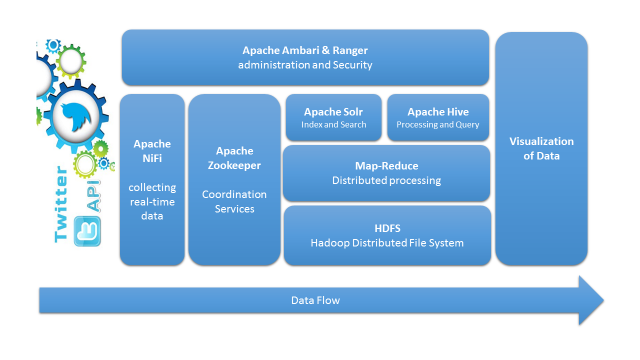 Apache Ambari & Ranger
administration and Security
Twitter
API
Apache
NiFi
collecting
real-time
data
Apache
Zookeeper
Coordination
Services
Apache Solr
Index and Search
Apache Hive
Processing and Query
Map-Reduce
Distributed processing
HDFS
Hadoop Distributed File System
Visualization
of Data
Data Flow